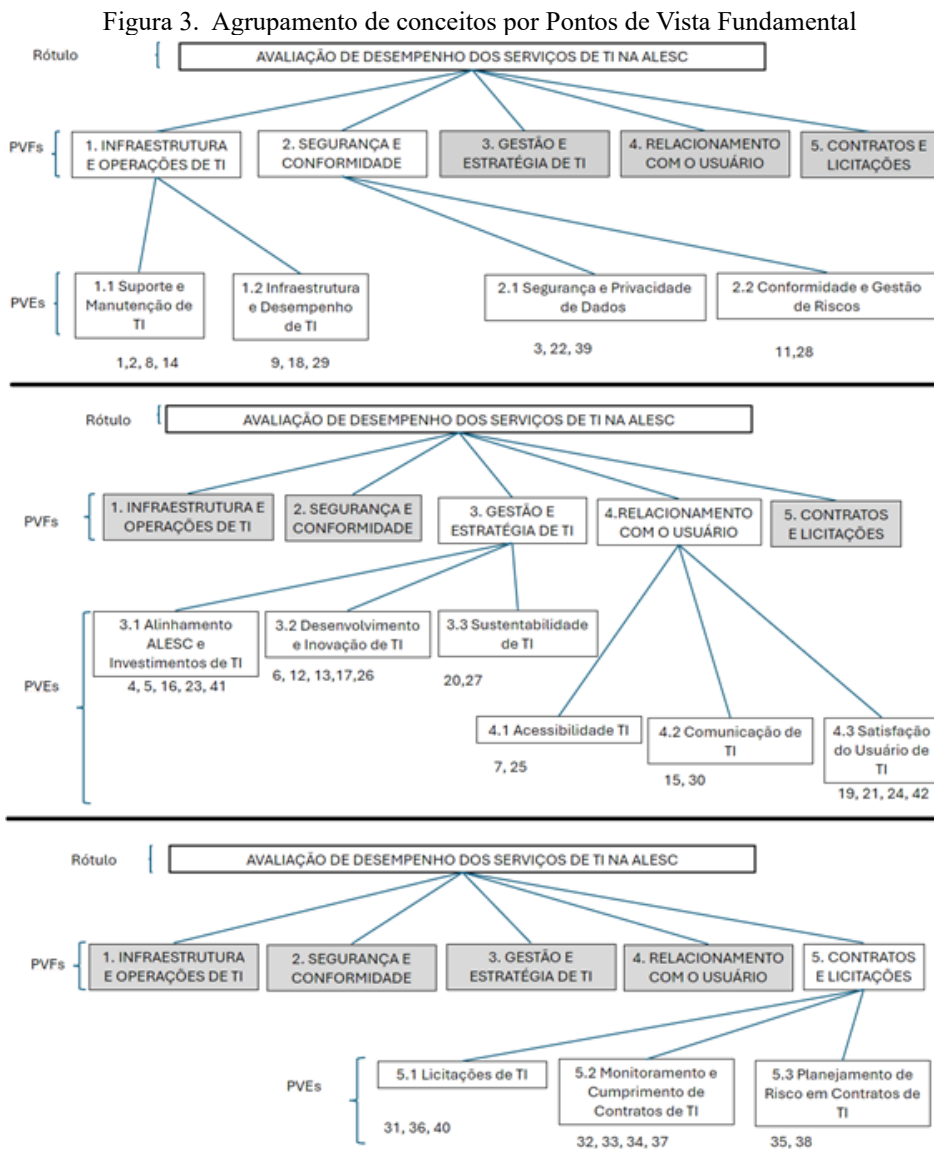 Figura 3. Agrupamento de conceitos por Pontos de Vista Fundamental
Rótulo
AVALIAÇÃO DE DESEMPENHO DOS SERVIÇOS DE TI NA ALESC
PVFs
1. INFRAESTRUTURA
E OPERAÇÕES DE TI
2. SEGURANÇA E
CONFORMIDADE
3. GESTÃO E
ESTRATÉGIA DE TI
4. RELACIONAMENTO
COM O USUÁRIO
5. CONTRATOS E
LICITAÇÕES
PVEs
1.1 Suporte e
Manutenção de
TI
1.2 Infraestrutura
e Desempenho
de TI
2.1 Segurança e Privacidade
de Dados
2.2 Conformidade e Gestão
de Riscos
1,2, 8, 14
9, 18, 29
3, 22, 39
11,28
Rótulo
AVALIAÇÃO DE DESEMPENHO DOS SERVIÇOS DE TI NA ALESC
PVFs
1. INFRAESTRUTURA E
OPERAÇÕES DE TI
2. SEGURANÇA E
CONFORMIDADE
3. GESTÃO E
ESTRATÉGIA DE TI
4.RELACIONAMENTO
COM O USUÁRIO
5. CONTRATOS
E LICITAÇÕES
PVEs
3.1 Alinhamento
ALESC e
Investimentos de TI
3.2 Desenvolvimento
e Inovação de TI
3.3 Sustentabilidade
de TI
4, 5, 16, 23, 41
6, 12, 13,17,26
20,27
4.1 Acessibilidade TI
4.2 Comunicação de
TI
4.3 Satisfação
do Usuário de
TI
7, 25
15, 30
19, 21, 24, 42
Rótulo
AVALIAÇÃO DE DESEMPENHO DOS SERVIÇOS DE TI NA ALESC
PVFs
1. INFRAESTRUTURA
E OPERAÇÕES DE TI
2. SEGURANÇA E
CONFORMIDADE
3. GESTÃO E
ESTRATÉGIA DE TI
4. RELACIONAMENTO
COM O USUÁRIO
5. CONTRATOS
E LICITAÇÕES
PVEs
5.1 Licitações de TI
5.2 Monitoramento e
Cumprimento de
Contratos de TI
5.3 Planejamento de
Risco em Contratos de
TI
31, 36, 40
32, 33, 34, 37
35, 38